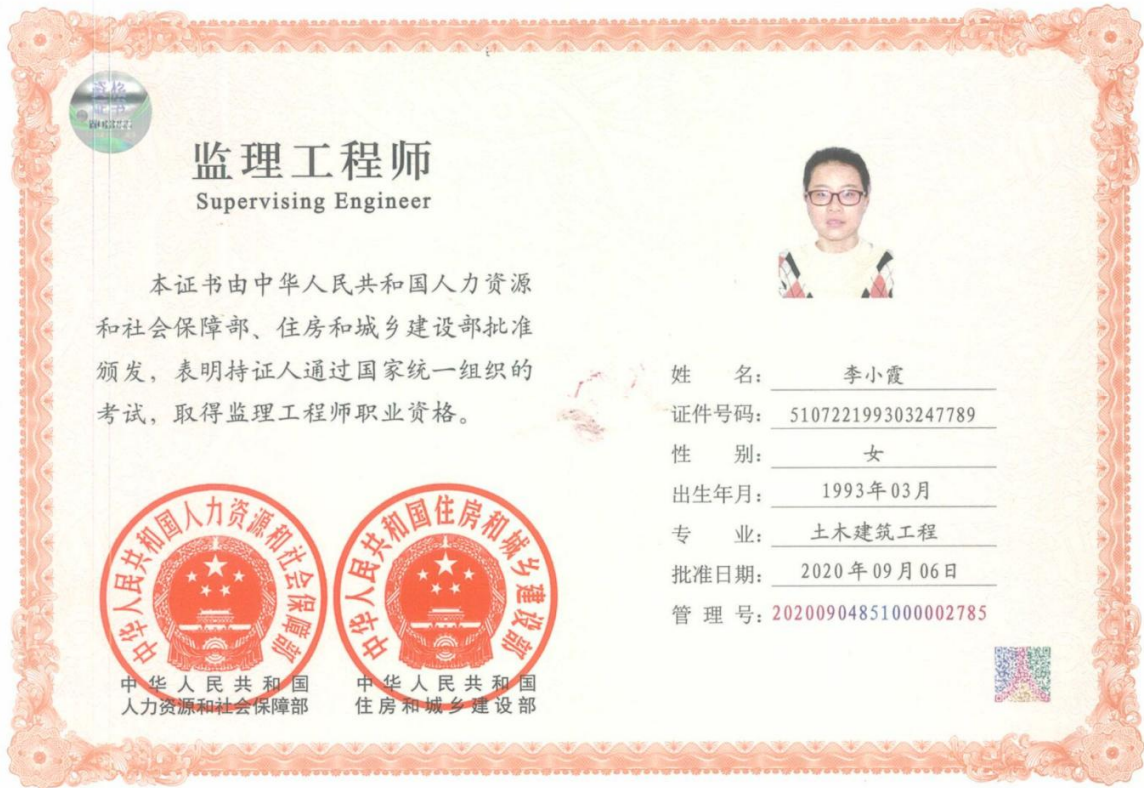 监理工程师
Supervising Engineer
本证书由中华人民共和国人力资源
和社会保障部、住房和城乡建设部批准
颁发，表明持证人通过国家统一组织的
考试，取得监理工程师职业资格。
中华人民共和国人力资源和社会保障部
中华人民共和国住房和城乡建设部
中华人民共和国
人力资源和社会保障部
中华人民共和国
住房和城乡建设部
姓 名： 李小霞
证件号码： 510722199303247789
性 别： 女
出生年月： 1993年03月
专 业： 土木建筑工程
批准日期： 2020年09月06日
管 理 号： 20200904851000002785